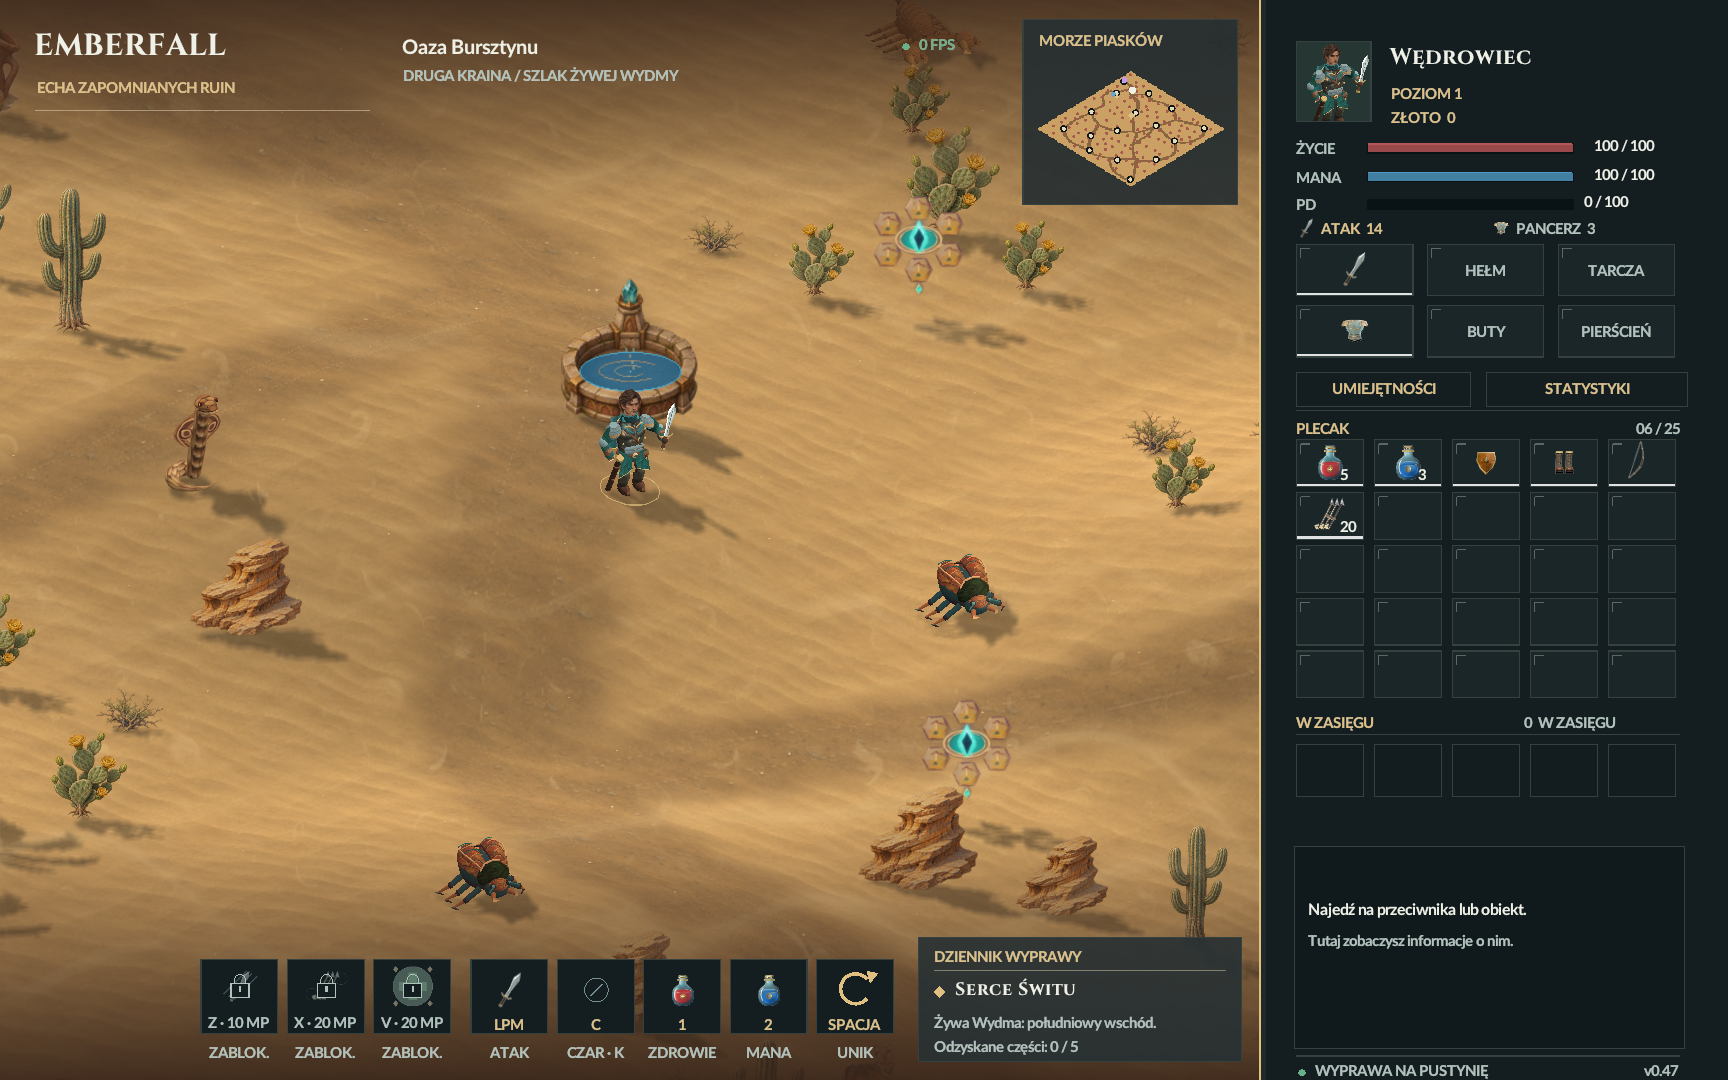 EMBERFALL
ECHA ZAPOMNIANYCH RUIN
Oaza Bursztynu
DRUGA KRAINA / SZLAK ŻYWEJ WYDMY
0 FPS
MORZE PIASKÓW
WĘDROWIEC
POZIOM 1
ZŁOTO 0
ŻYCIE 100 / 100
MANA 100 / 100
PD 0 / 100
ATAK 14 PANCERZ 3
HEŁM TARCZA
BUTY PIERŚCIEŃ
UMIEJĘTNOŚCI STATYSTYKI
PLECAK 06 / 25
5 3
20
W ZASIĘGU 0 W ZASIĘGU
Najedź na przeciwnika lub obiekt.
Tutaj zobaczysz informacje o nim.
WYPRAWA NA PUSTYNIĘ v0.47
DZIENNIK WYPRAWY
SERCE ŚWITU
Żywa Wydma: południowy wschód.
Odzyskane części: 0 / 5
Z · 10 MP X · 20 MP V · 20 MP LPM C 1 2 SPACJA
ZABLOK. ZABLOK. ZABLOK. ATAK CZAR · K ZDROWIE MANA UNIK